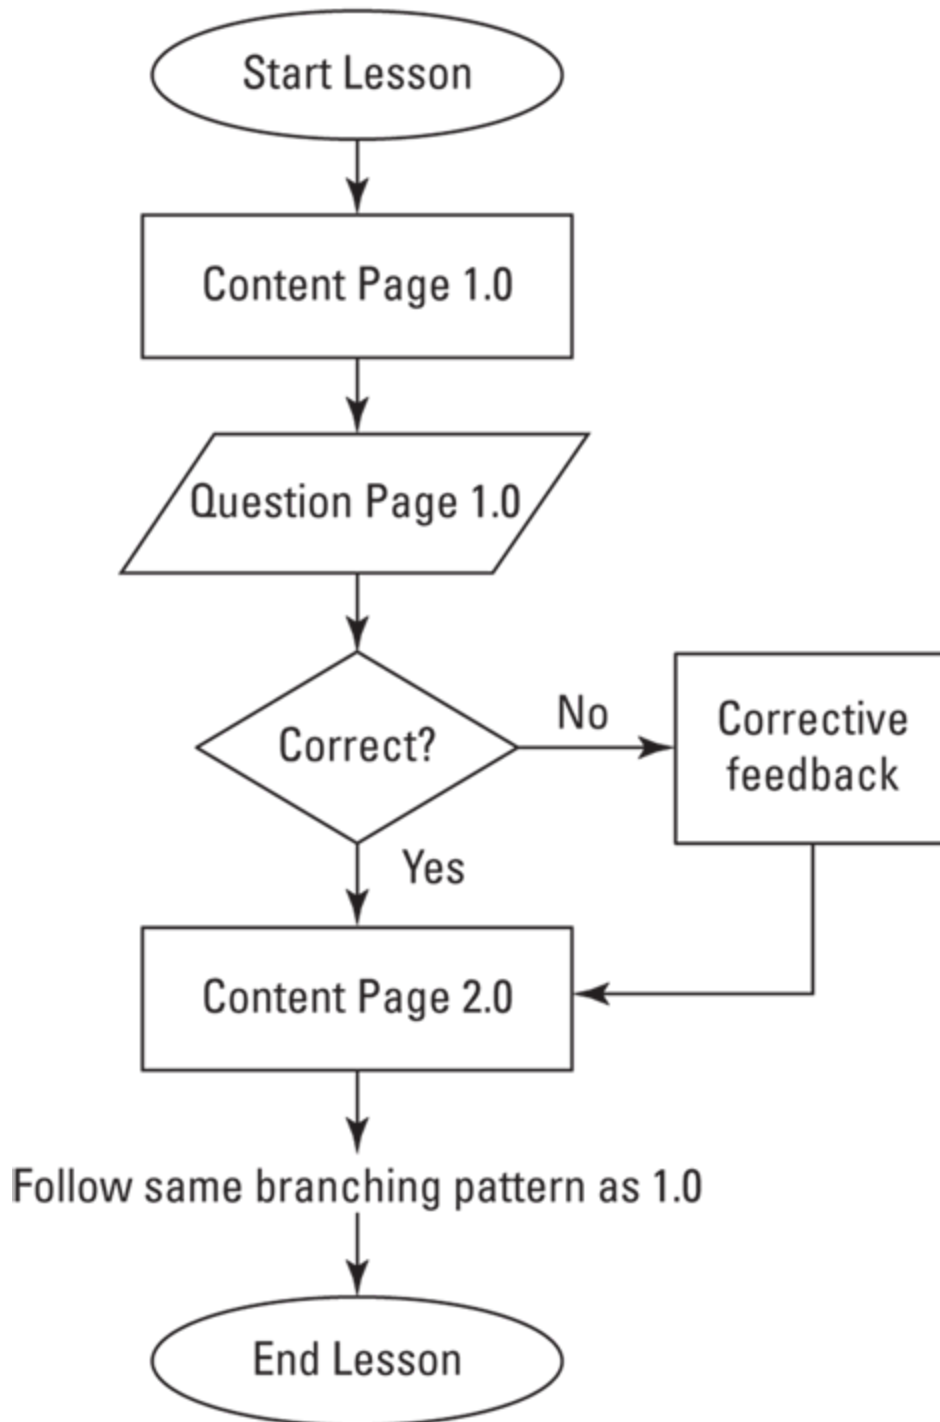 Start Lesson
Content Page 1.0
Question Page 1.0
Correct?
No
Corrective
feedback
Yes
Content Page 2.0
Follow same branching pattern as 1.0
End Lesson